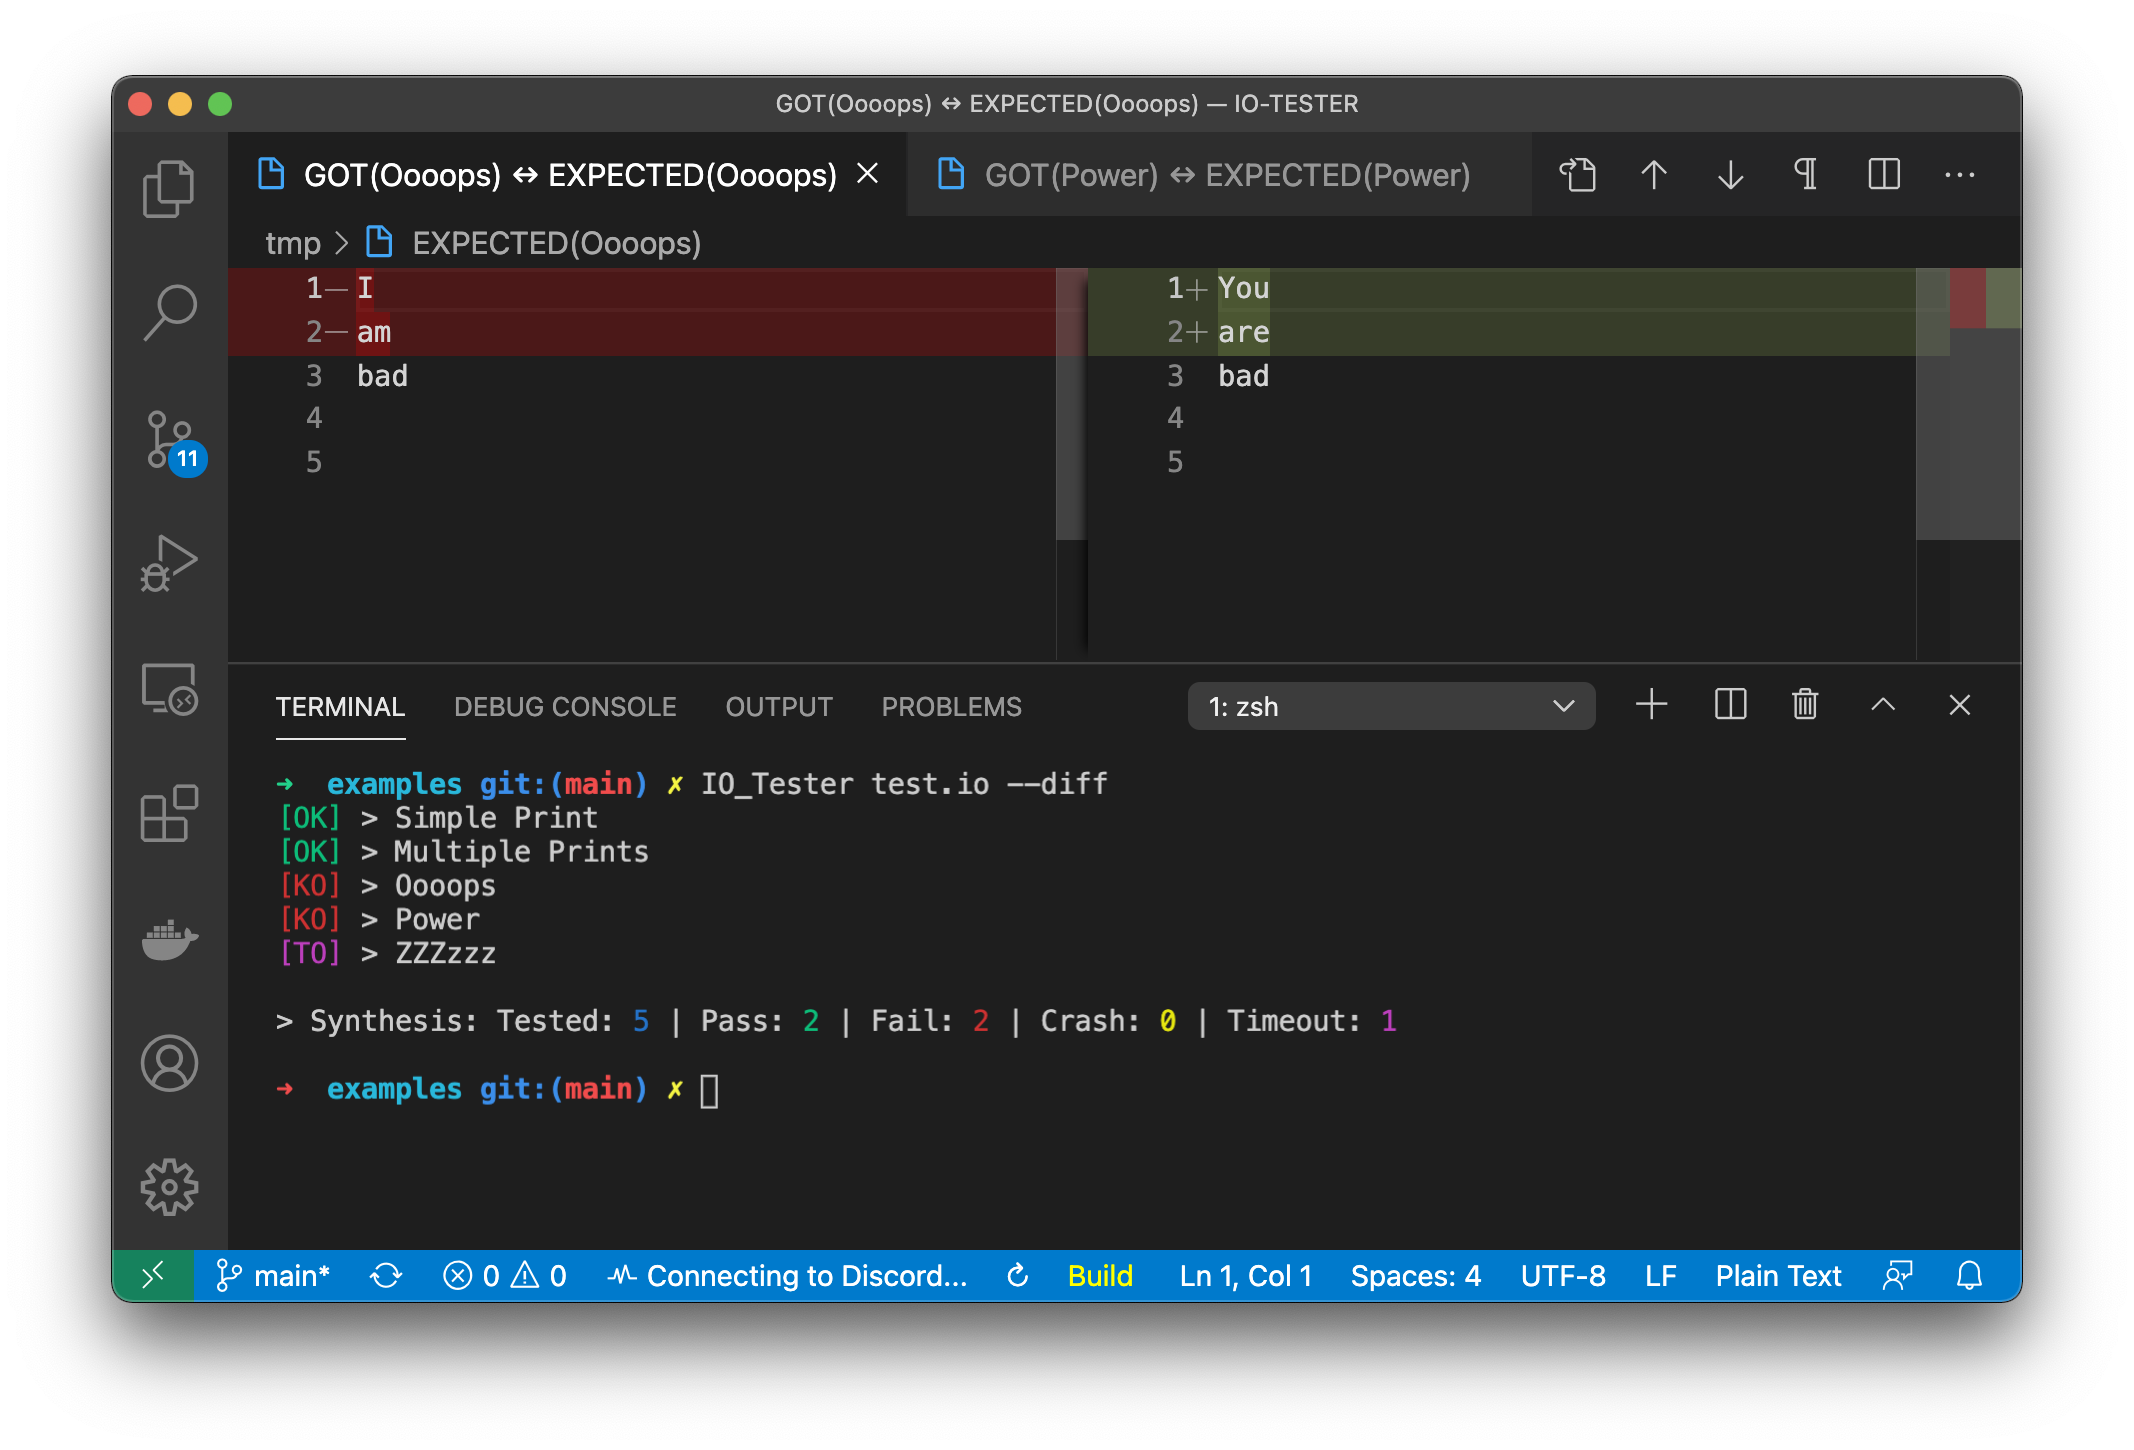 GOT(Oooops) ↔ EXPECTED(Oooops) — IO-TESTER
GOT(Oooops) ↔ EXPECTED(Oooops)
GOT(Power) ↔ EXPECTED(Power)
tmp > EXPECTED(Oooops)
1— I
2— am
3 bad
4
5
1+ You
2+ are
3 bad
4
5
11
TERMINAL DEBUG CONSOLE OUTPUT PROBLEMS 1: zsh
➜ examples git:(main) ✗ IO_Tester test.io --diff
[OK] > Simple Print
[OK] > Multiple Prints
[KO] > Oooops
[KO] > Power
[TO] > ZZZzzz
> Synthesis: Tested: 5 | Pass: 2 | Fail: 2 | Crash: 0 | Timeout: 1
➜ examples git:(main) ✗
main* 0 0 Connecting to Discord... Build Ln 1, Col 1 Spaces: 4 UTF-8 LF Plain Text